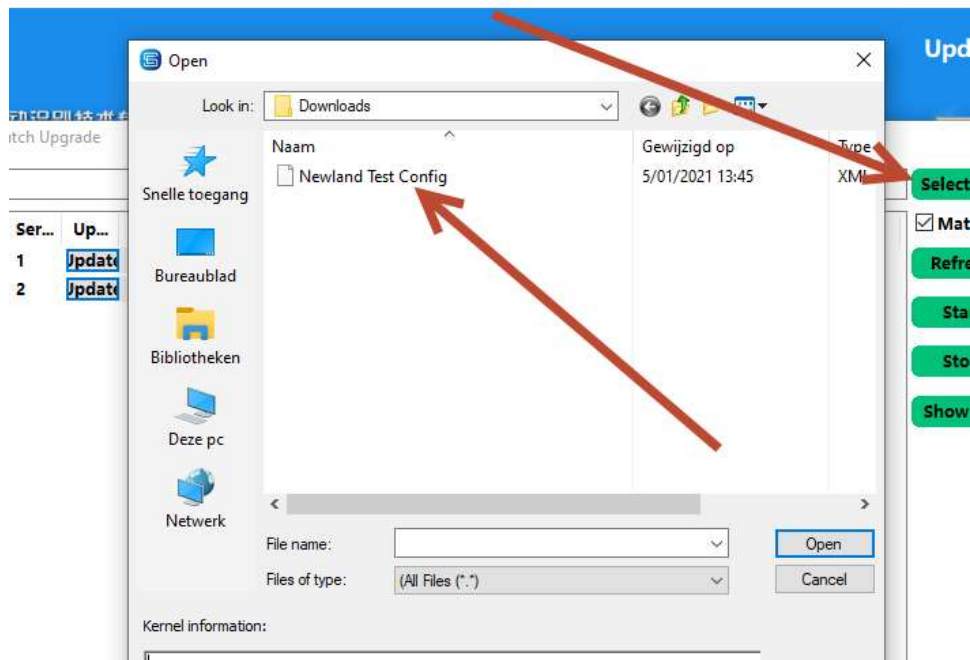 Upd
Open
Look in:
Downloads
tch Upgrade
Naam
Gewijzigd op
Type
Newland Test Config
5/01/2021 13:45
XML
Select
Snelle toegang
Mat
Ser...
Up...
1
Update
2
Update
Refre
Bureaublad
Sta
Bibliotheken
Sto
Deze pc
Show
Netwerk
File name:
Open
Files of type:
(All Files (*.*)
Cancel
Kernel information: